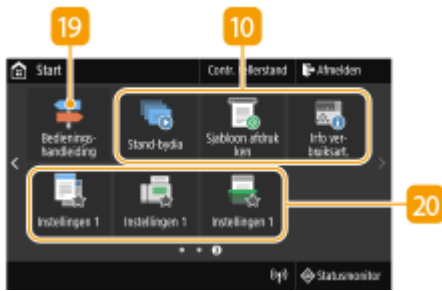 19
10
Start
Contr. tellerstand
Afmelden
Bedienings-
handleiding
Stand-bydia
Sjabloon afdruk
ken
Info ver-
bruiksart.
Instellingen 1
Instellingen 1
Instellingen 1
20
Statusmonitor